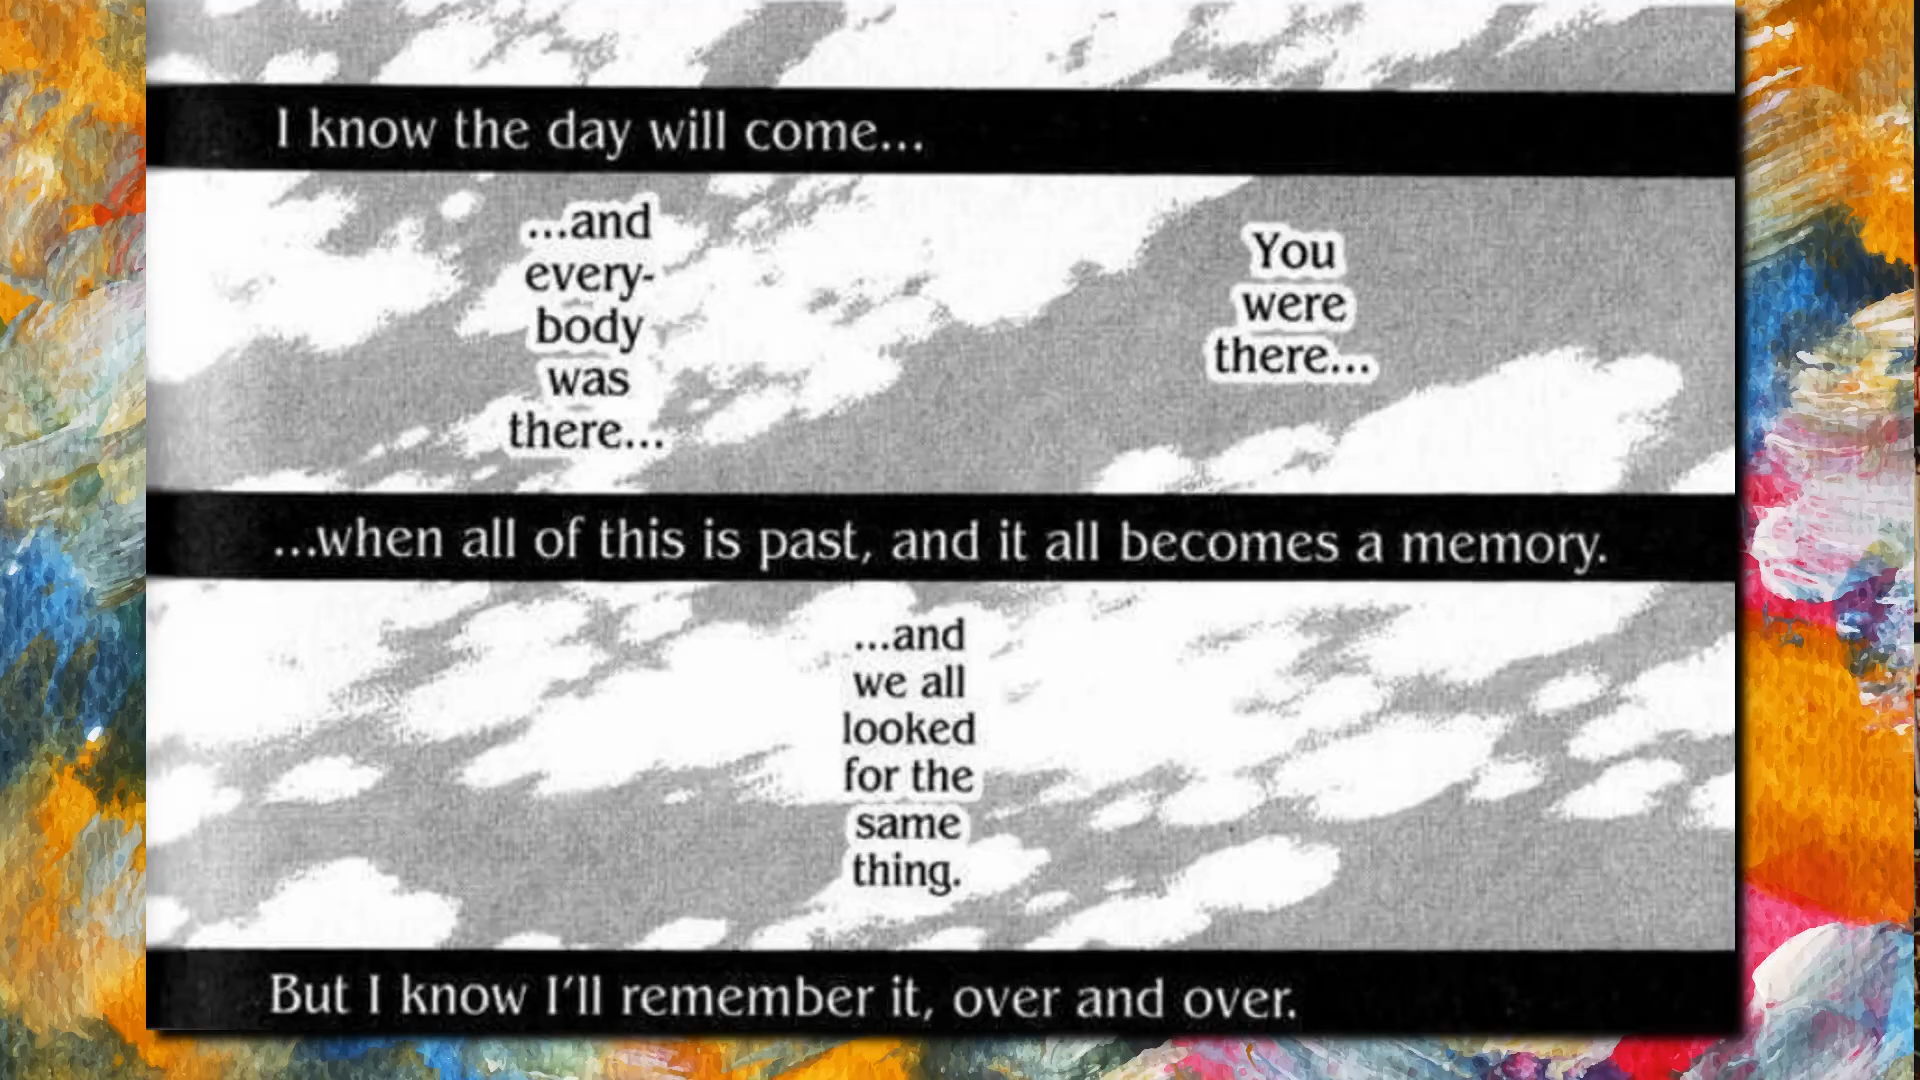 I know the day will come...
You
were
there...
...and
every-
body
was
there...
...when all of this is past, and it all becomes a memory.
...and
we all
looked
for the
same
thing.
But I know I'll remember it, over and over.